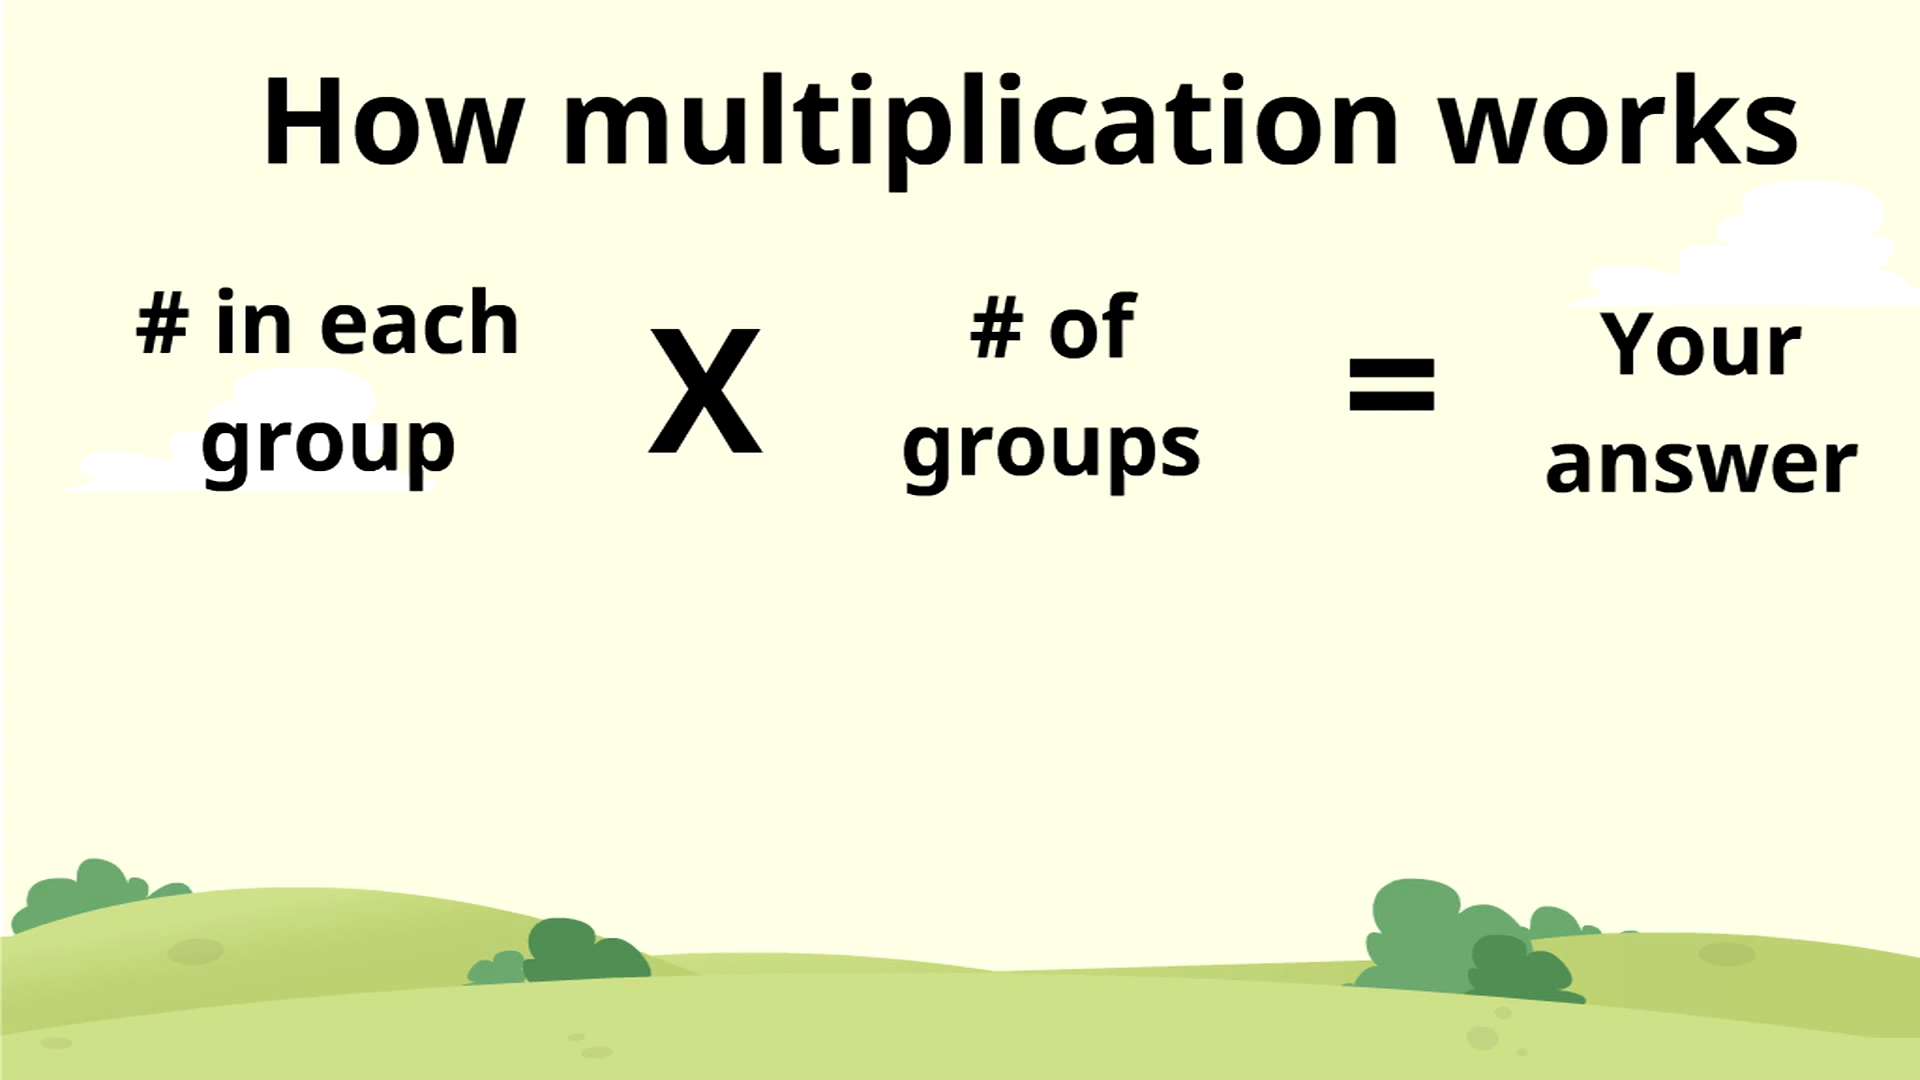 How multiplication works
# in each
group
X
# of
groups
=
Your
answer